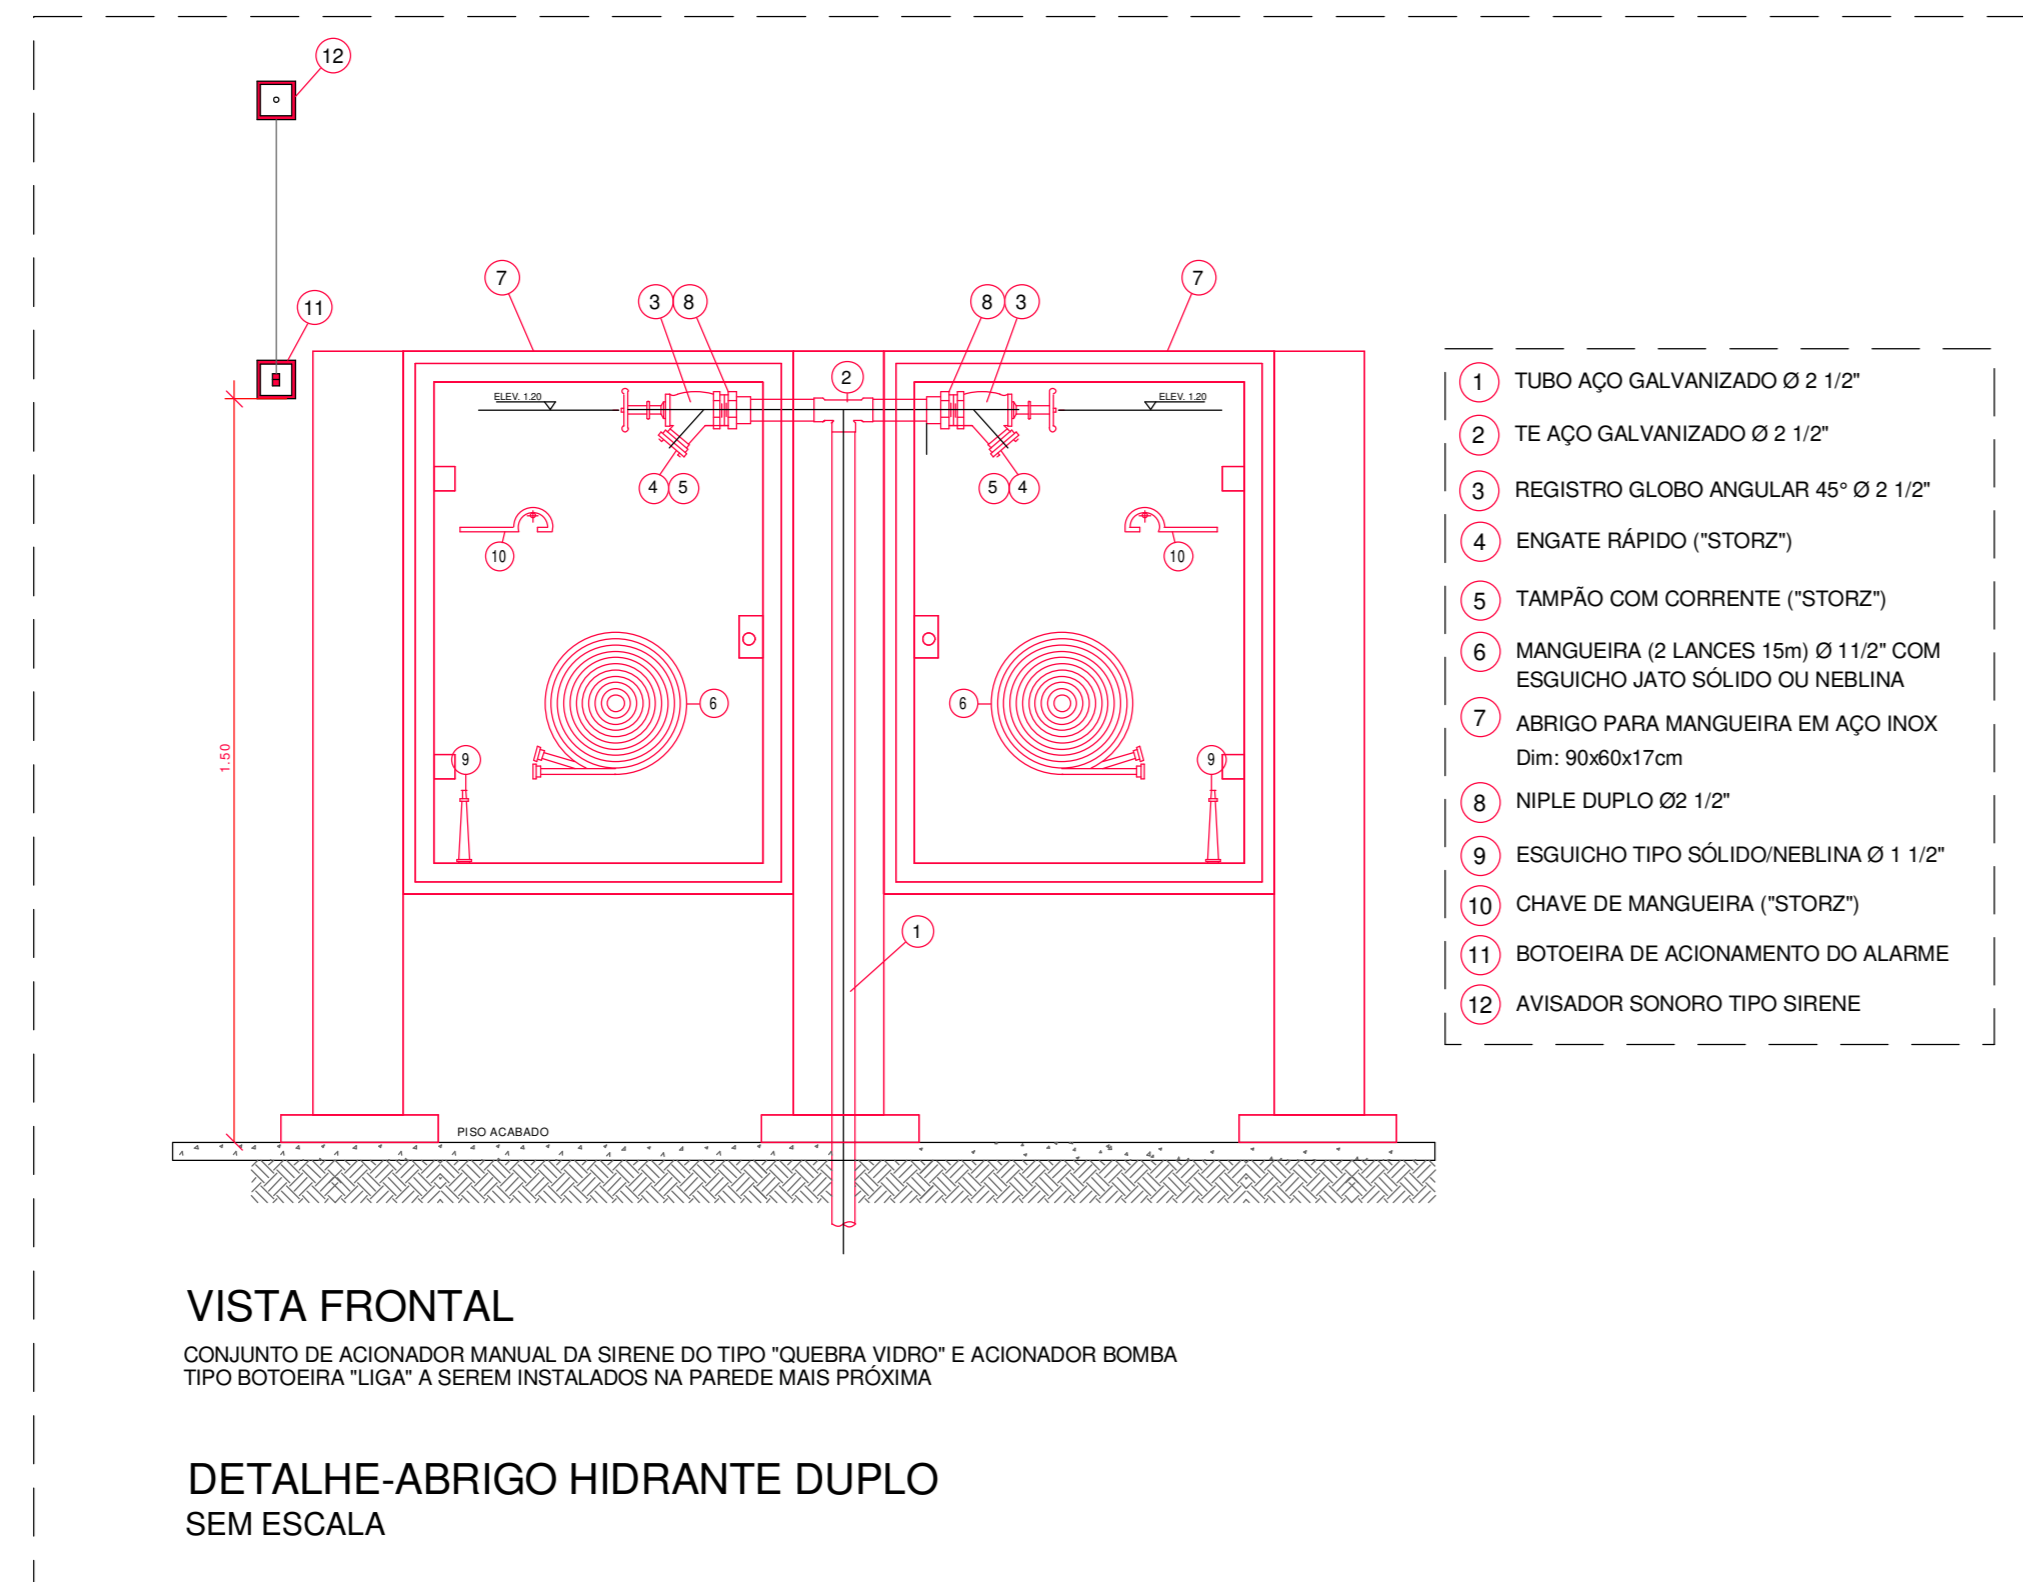 12
11
7
3
8
8
3
7
2
ELEV. 1.20
ELEV. 1.20
4
5
5
4
10
10
6
6
9
9
1.50
1
PISO ACABADO
1 TUBO AÇO GALVANIZADO Ø 2 1/2"
2 TE AÇO GALVANIZADO Ø 2 1/2"
3 REGISTRO GLOBO ANGULAR 45° Ø 2 1/2"
4 ENGATE RÁPIDO ("STORZ")
5 TAMPÃO COM CORRENTE ("STORZ")
6 MANGUEIRA (2 LANCES 15m) Ø 11/2" COM
ESGUICHO JATO SÓLIDO OU NEBLINA
7 ABRIGO PARA MANGUEIRA EM AÇO INOX
Dim: 90x60x17cm
8 NIPLE DUPLO Ø2 1/2"
9 ESGUICHO TIPO SÓLIDO/NEBLINA Ø 1 1/2"
10 CHAVE DE MANGUEIRA ("STORZ")
11 BOTOEIRA DE ACIONAMENTO DO ALARME
12 AVISADOR SONORO TIPO SIRENE
VISTA FRONTAL
CONJUNTO DE ACIONADOR MANUAL DA SIRENE DO TIPO "QUEBRA VIDRO" E ACIONADOR BOMBA
TIPO BOTOEIRA "LIGA" A SEREM INSTALADOS NA PAREDE MAIS PRÓXIMA
DETALHE-ABRIGO HIDRANTE DUPLO
SEM ESCALA